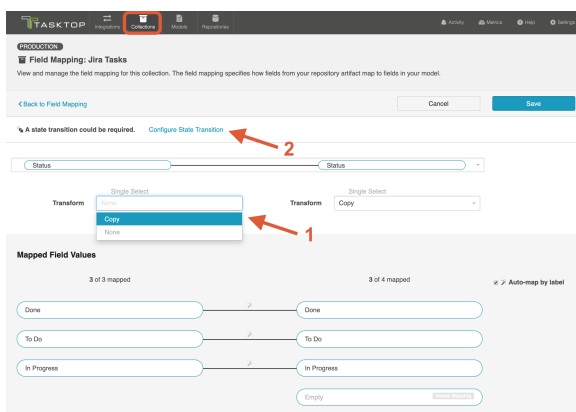 TASKTOP
Integrations
Collections
Models
Repositories
Activity
Metrics
Help
Settings
PRODUCTION
Field Mapping: Jira Tasks
View and manage the field mapping for this collection. The field mapping specifies how fields from your repository artifact map to fields in your model.
Back to Field Mapping
Cancel
Save
A state transition could be required. Configure State Transition
2
Status Status
Single Select Single Select
Transform None Transform Copy
Copy
None
1
Mapped Field Values
3 of 3 mapped 3 of 4 mapped Auto-map by label
Done Done
To Do To Do
In Progress In Progress
Empty